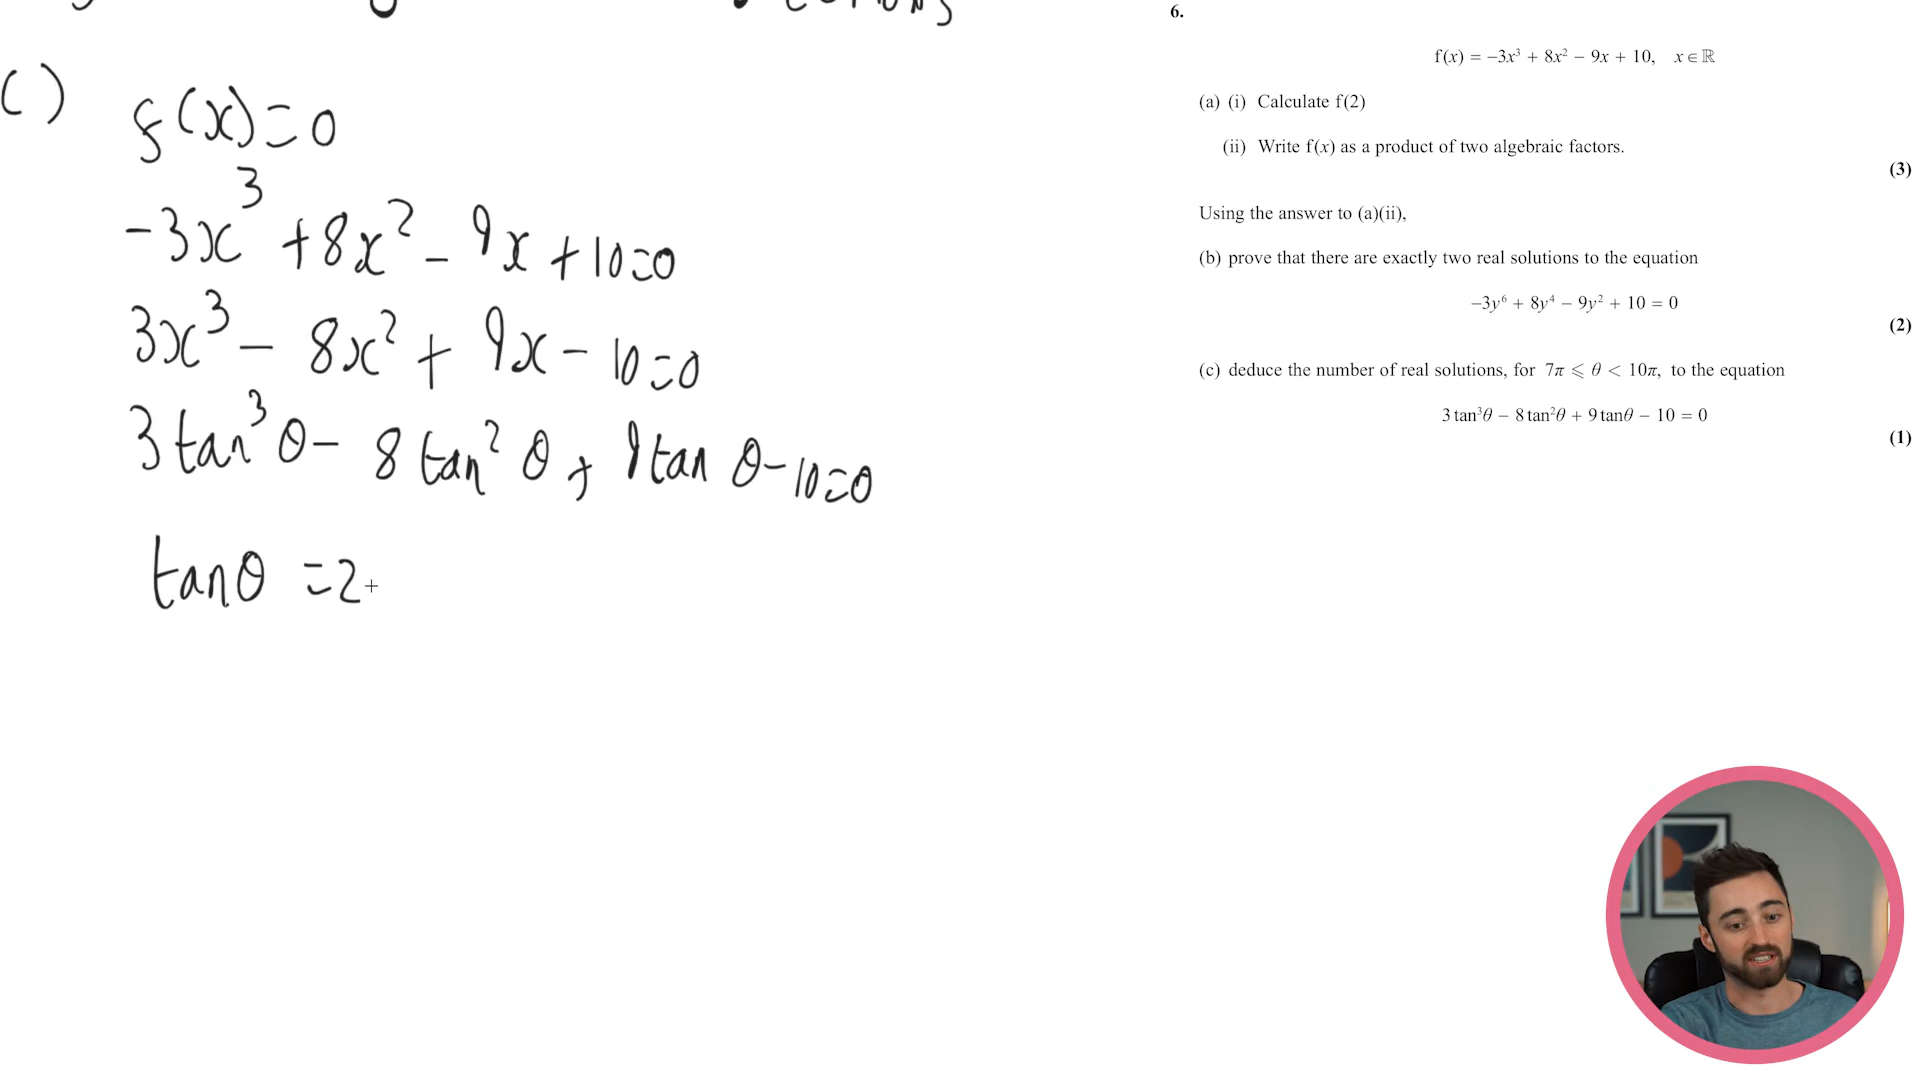 c)
f(x)=0
-3x³ +8x² - 9x +10=0
3x³ - 8x² + 9x - 10=0
3 tan³ θ - 8 tan² θ + 9 tan θ - 10=0
tan θ =2
6.
f(x) = −3x³ + 8x² − 9x + 10, x ∈ ℝ
(a) (i) Calculate f(2)
(ii) Write f(x) as a product of two algebraic factors.
(3)
Using the answer to (a)(ii),
(b) prove that there are exactly two real solutions to the equation
−3y⁶ + 8y⁴ − 9y² + 10 = 0
(2)
(c) deduce the number of real solutions, for 7π ⩽ θ < 10π, to the equation
3 tan³θ − 8 tan²θ + 9 tanθ − 10 = 0
(1)